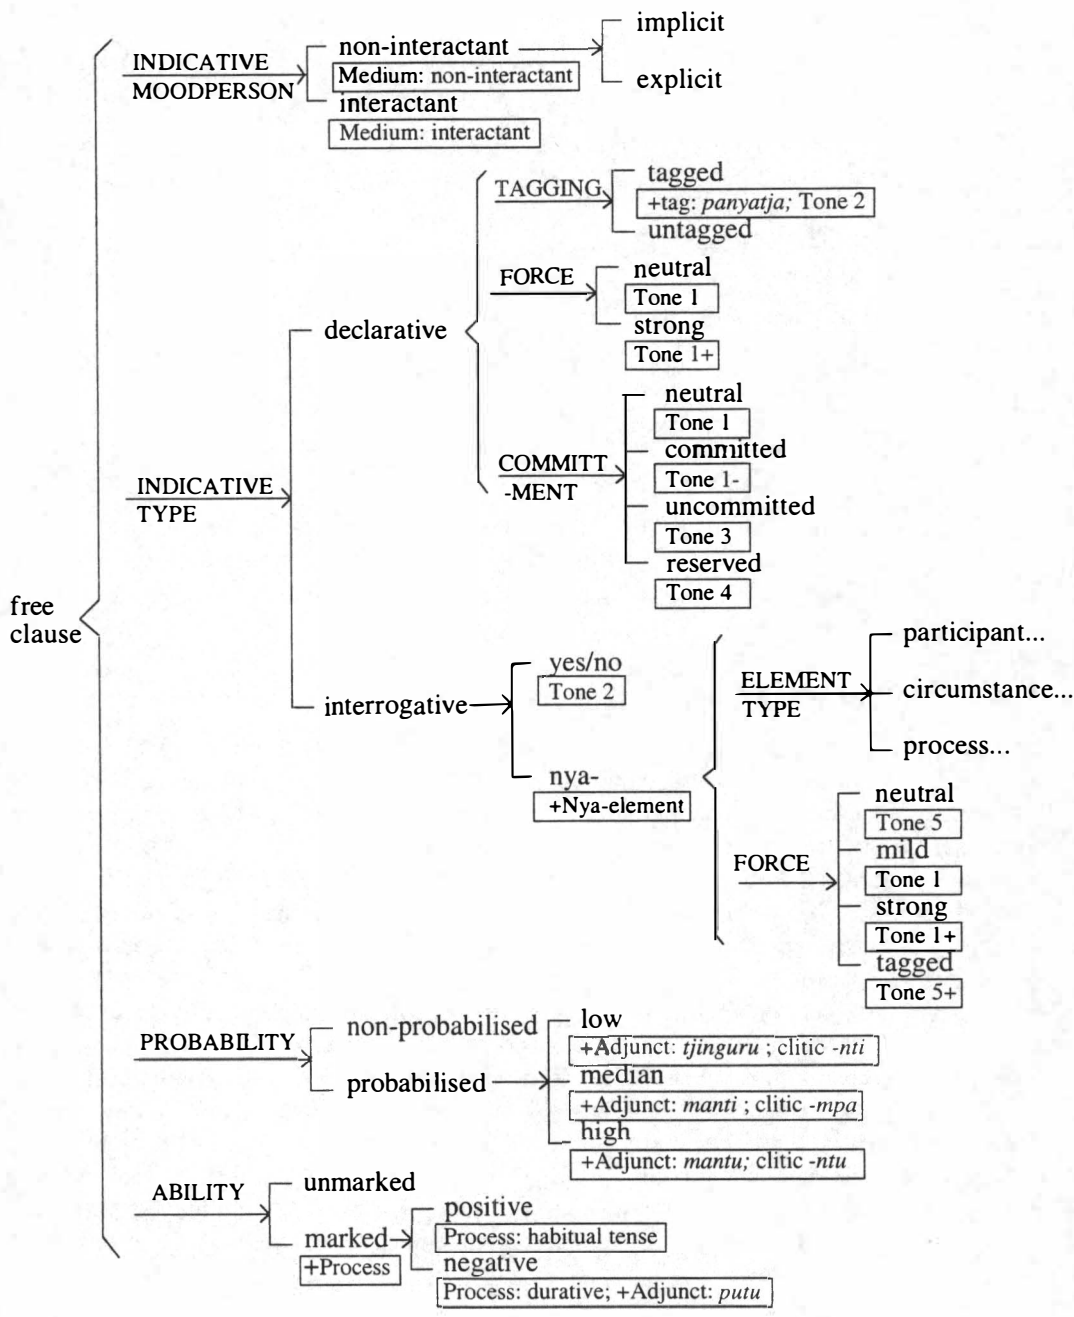 implicit
non-interactant
INDICATIVE
MOODPERSON
Medium: non-interactant
explicit
interactant
Medium: interactant
TAGGING
tagged
+tag: panyatja; Tone 2
untagged
FORCE
neutral
Tone 1
strong
Tone 1+
declarative
neutral
Tone 1
committed
COMMITT
-MENT
Tone 1-
uncommitted
Tone 3
reserved
Tone 4
INDICATIVE
TYPE
free
clause
interrogative
yes/no
Tone 2
nya-
+Nya-element
ELEMENT
TYPE
participant...
circumstance...
process...
FORCE
neutral
Tone 5
mild
Tone 1
strong
Tone 1+
tagged
Tone 5+
PROBABILITY
non-probabilised
probabilised
low
+Adjunct: tjinguru ; clitic -nti
median
+Adjunct: manti ; clitic -mpa
high
+Adjunct: mantu; clitic -ntu
ABILITY
unmarked
marked
+Process
positive
Process: habitual tense
negative
Process: durative; +Adjunct: putu